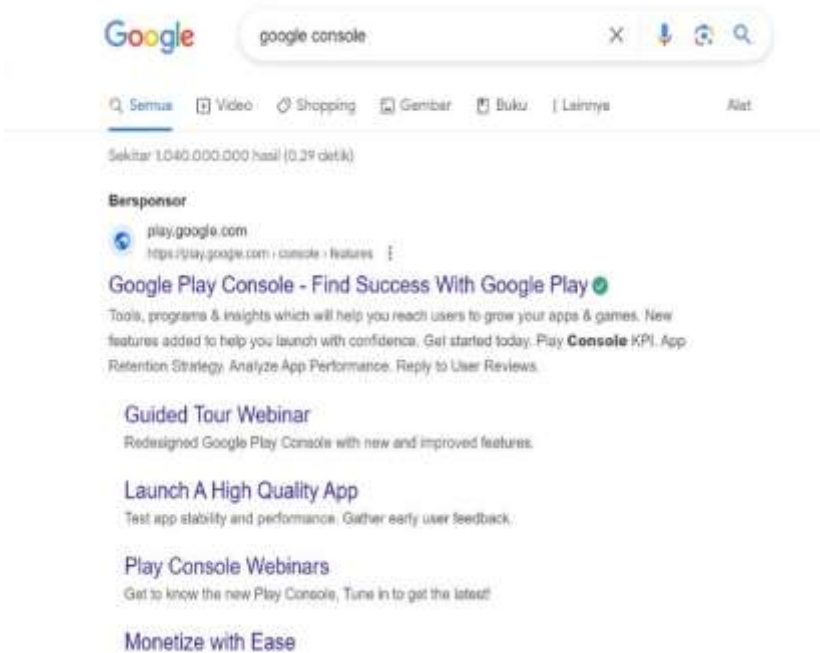 Google
google console
Semua Video Shopping Gambar Buku Lainnya Alat
Sekitar 1.040.000.000 hasil (0,29 detik)
Bersponsor
play.google.com
https://play.google.com › console › features
Google Play Console - Find Success With Google Play
Tools, programs & insights which will help you reach users to grow your apps & games. New
features added to help you launch with confidence. Get started today. Play Console KPI. App
Retention Strategy. Analyze App Performance. Reply to User Reviews.
Guided Tour Webinar
Redesigned Google Play Console with new and improved features.
Launch A High Quality App
Test app stability and performance. Gather early user feedback.
Play Console Webinars
Get to know the new Play Console, Tune in to get the latest!
Monetize with Ease